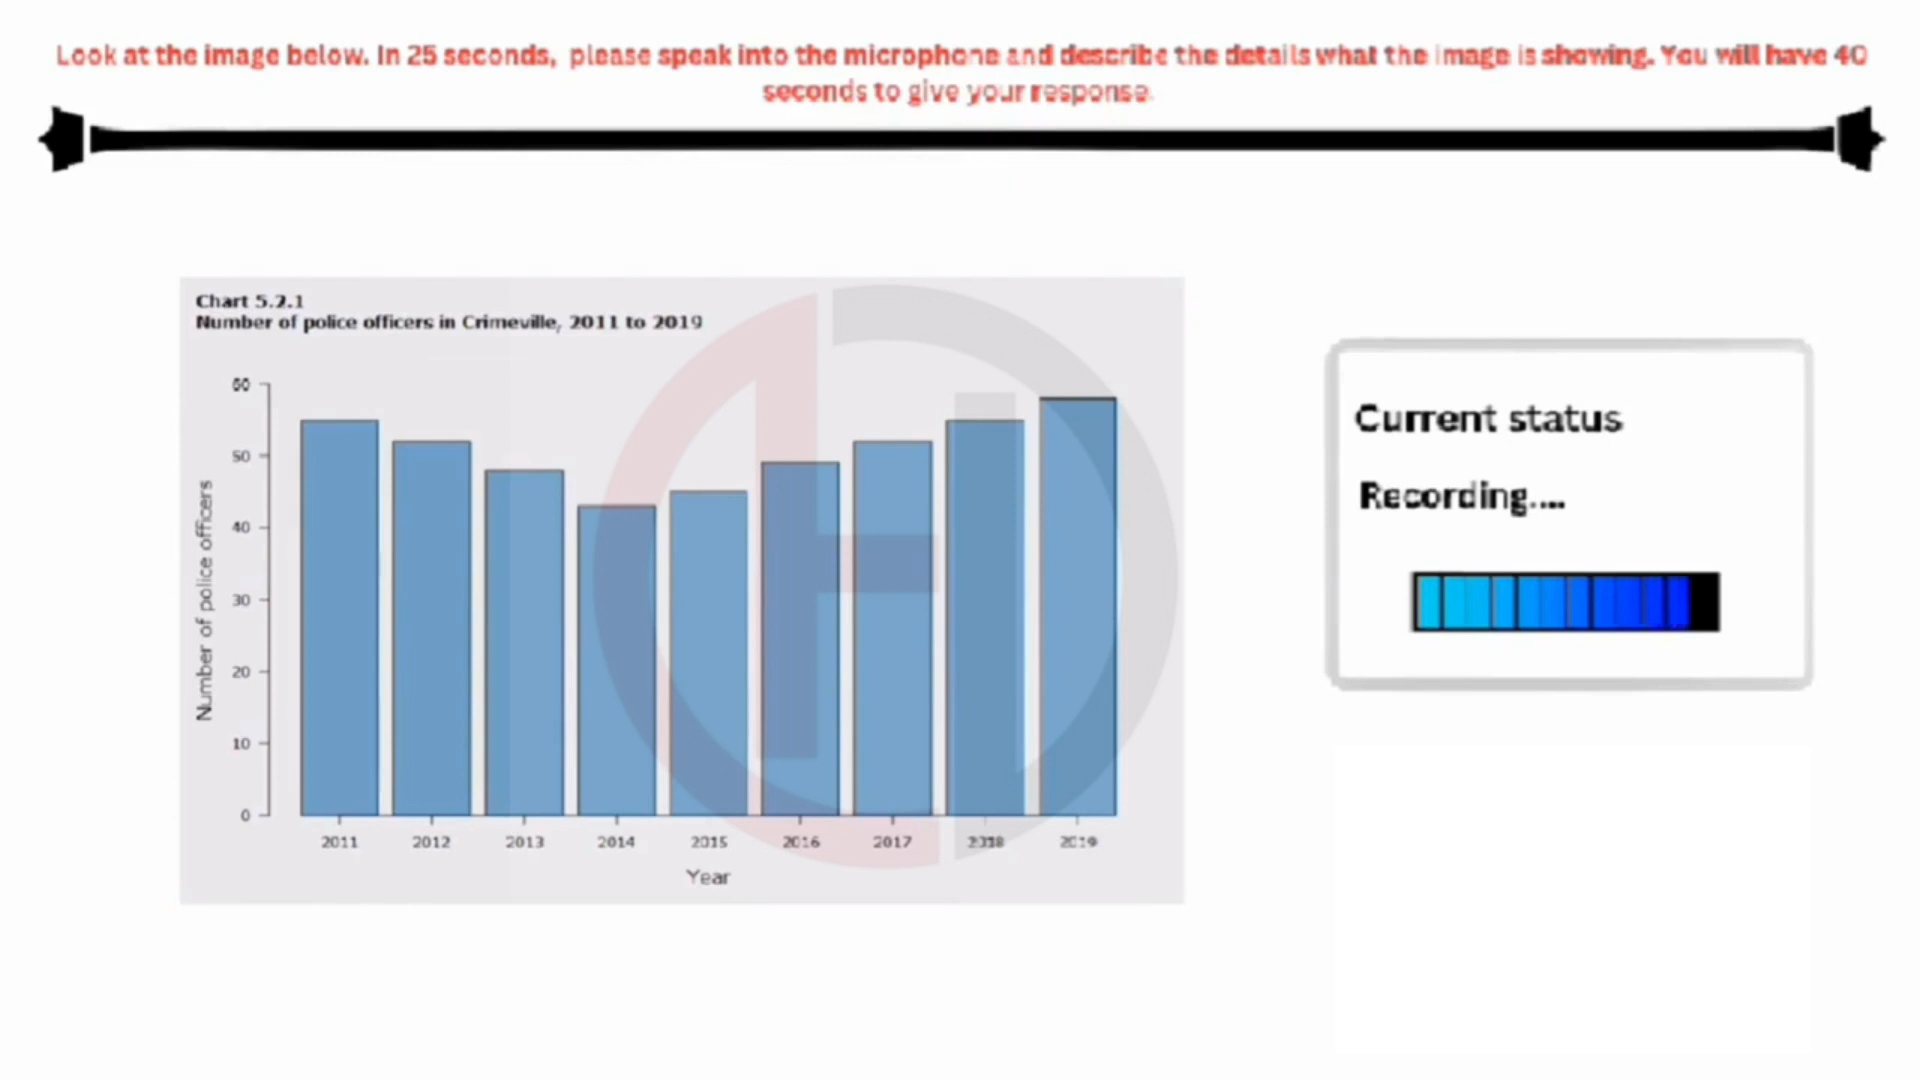 Look at the image below. In 25 seconds, please speak into the microphone and describe the details what the image is showing. You will have 40
seconds to give your response.
Chart 5.2.1
Number of police officers in Crimeville, 2011 to 2019
60
50
40
30
20
10
0
Number of police officers
2011 2012 2013 2014 2015 2016 2017 2018 2019
Year
Current status
Recording....